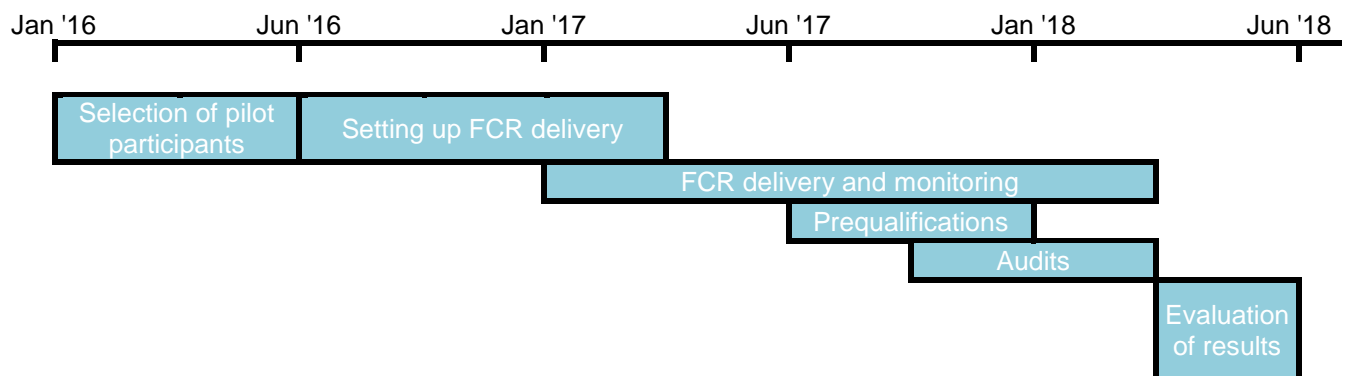 Jan '16 Jun '16 Jan '17 Jun '17 Jan '18 Jun '18
Selection of pilot
participants
Setting up FCR delivery
FCR delivery and monitoring
Prequalifications
Audits
Evaluation
of results